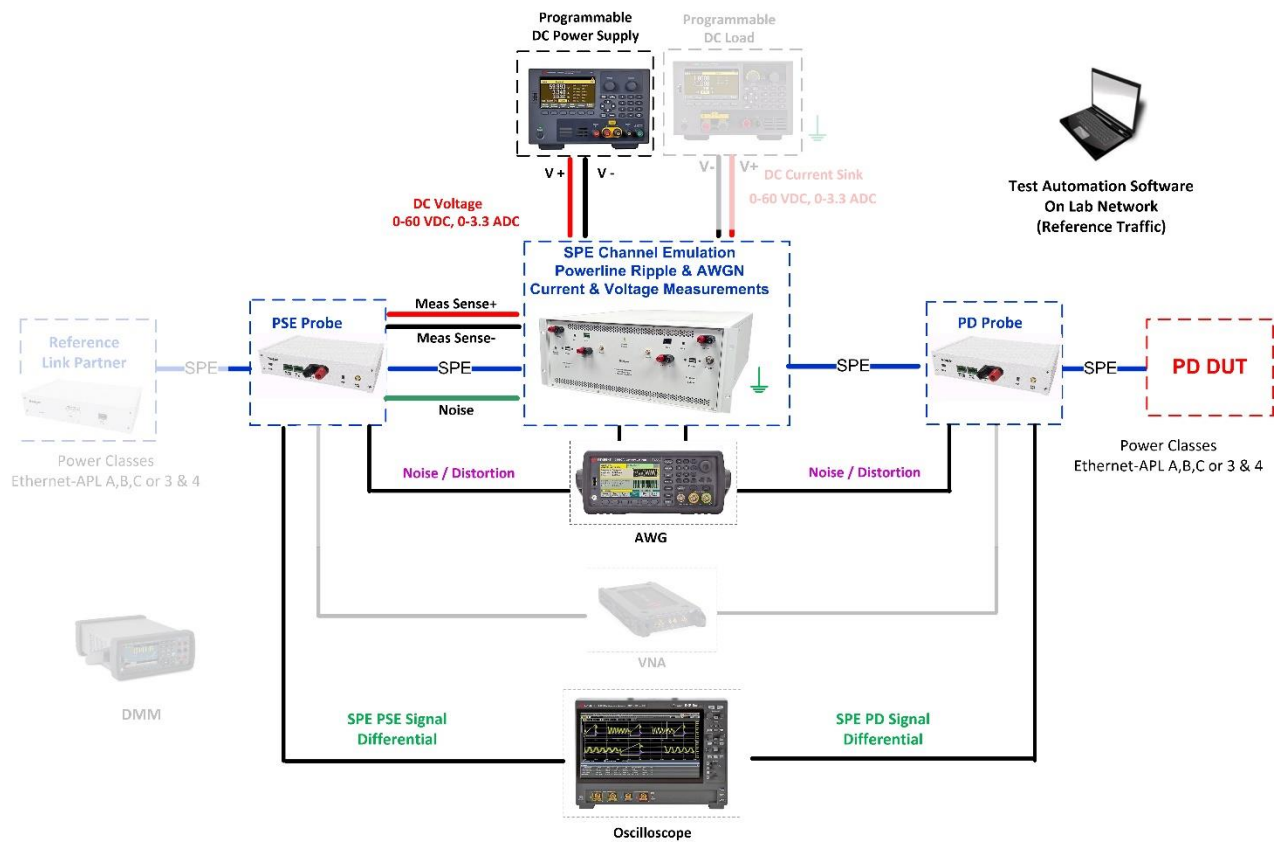 Programmable
DC Power Supply
Programmable
DC Load
V +
V -
V-
V+
DC Voltage
0-60 VDC, 0-3.3 ADC
DC Current Sink
0-60 VDC, 0-3.3 ADC
Test Automation Software
On Lab Network
(Reference Traffic)
SPE Channel Emulation
Powerline Ripple & AWGN
Current & Voltage Measurements
Reference
Link Partner
SPE
PSE Probe
Meas Sense+
Meas Sense-
SPE
Noise
SPE
PD Probe
SPE
PD DUT
Power Classes
Ethernet-APL A,B,C or 3 & 4
Power Classes
Ethernet-APL A,B,C or 3 & 4
Noise / Distortion
Noise / Distortion
AWG
VNA
DMM
SPE PSE Signal
Differential
SPE PD Signal
Differential
Oscilloscope